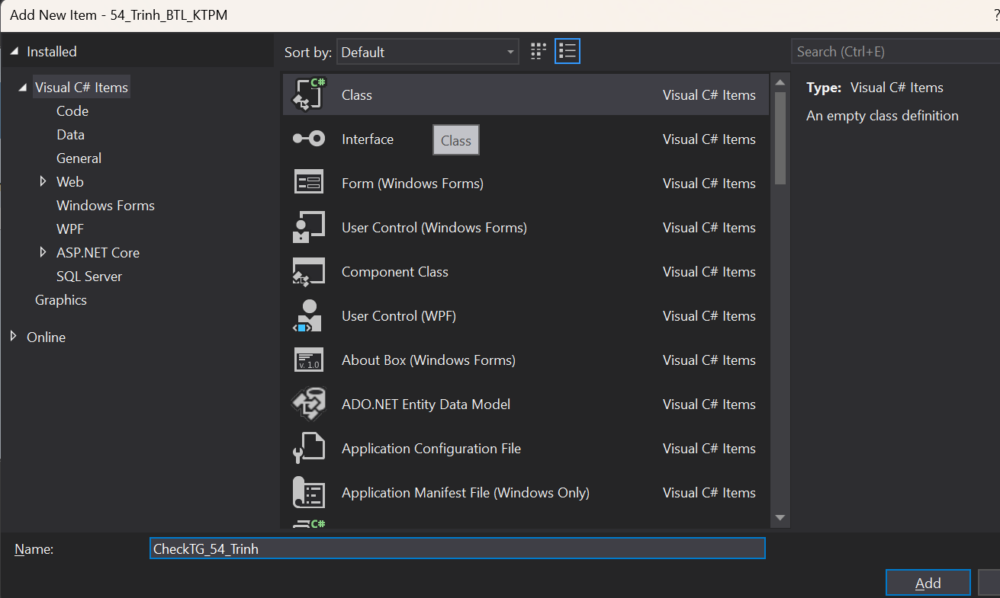 Add New Item - 54_Trinh_BTL_KTPM
?
Installed
Sort by: Default
Search (Ctrl+E)
Visual C# Items
Code
Data
General
Web
Windows Forms
WPF
ASP.NET Core
SQL Server
Graphics
Online
C#
Class Visual C# Items
Interface Visual C# Items
Class
Form (Windows Forms) Visual C# Items
User Control (Windows Forms) Visual C# Items
Component Class Visual C# Items
User Control (WPF) Visual C# Items
v. 1.0
About Box (Windows Forms) Visual C# Items
ADO.NET Entity Data Model Visual C# Items
Application Configuration File Visual C# Items
Application Manifest File (Windows Only) Visual C# Items
C#
Type: Visual C# Items
An empty class definition
Name: CheckTG_54_Trinh
Add